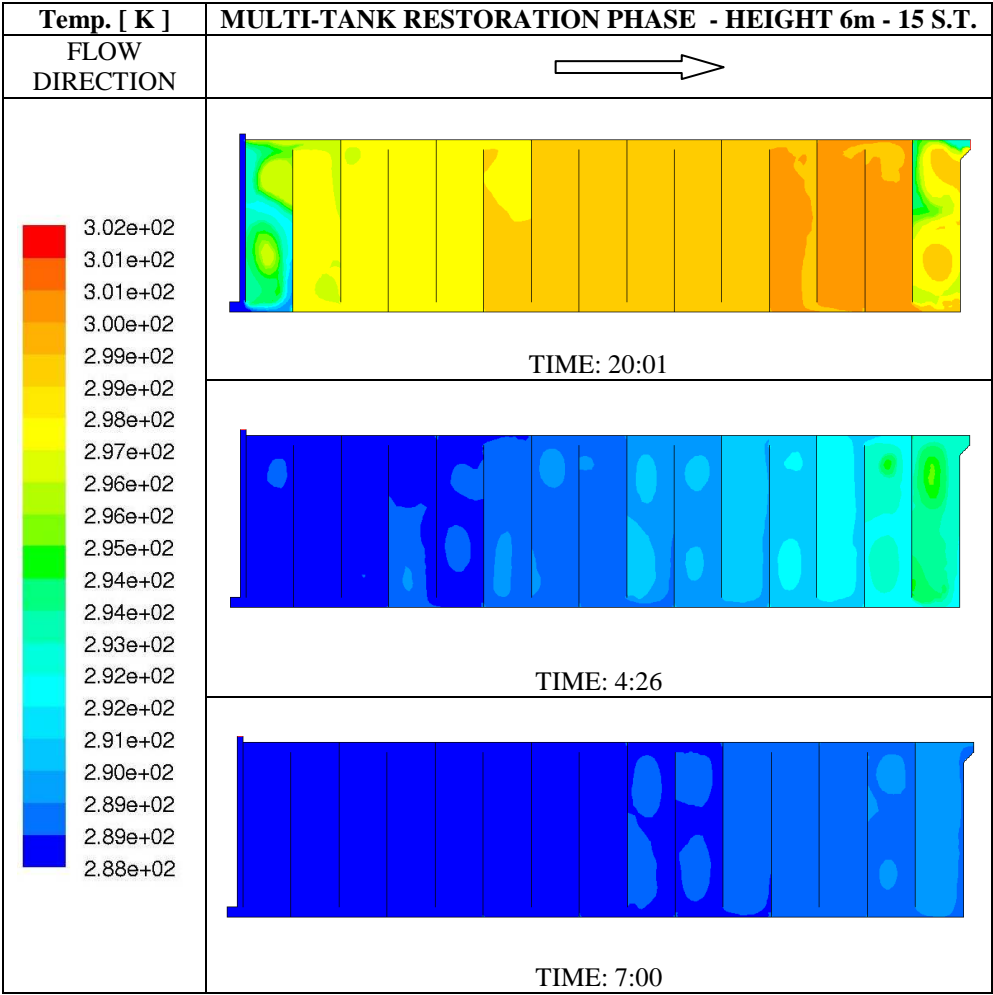 Temp. [ K ]
MULTI-TANK RESTORATION PHASE - HEIGHT 6m - 15 S.T.
FLOW
DIRECTION
3.02e+02
3.01e+02
3.01e+02
3.00e+02
2.99e+02
2.99e+02
2.98e+02
2.97e+02
2.96e+02
2.96e+02
2.95e+02
2.94e+02
2.94e+02
2.93e+02
2.92e+02
2.92e+02
2.91e+02
2.90e+02
2.89e+02
2.89e+02
2.88e+02
TIME: 20:01
TIME: 4:26
TIME: 7:00